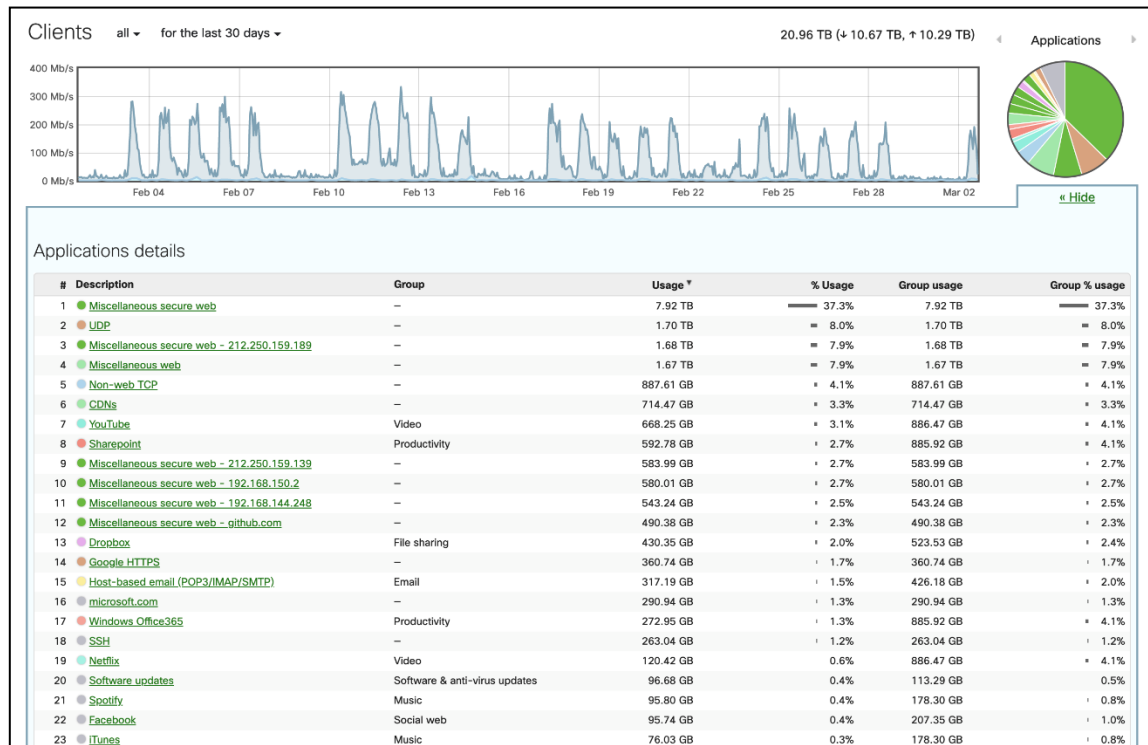 Clients all for the last 30 days 20.96 TB (↓ 10.67 TB, ↑ 10.29 TB) Applications
400 Mb/s
300 Mb/s
200 Mb/s
100 Mb/s
0 Mb/s
Feb 04 Feb 07 Feb 10 Feb 13 Feb 16 Feb 19 Feb 22 Feb 25 Feb 28 Mar 02
« Hide
Applications details
# Description Group Usage % Usage Group usage Group % usage
1 Miscellaneous secure web – 7.92 TB 37.3% 7.92 TB 37.3%
2 UDP – 1.70 TB 8.0% 1.70 TB 8.0%
3 Miscellaneous secure web - 212.250.159.189 – 1.68 TB 7.9% 1.68 TB 7.9%
4 Miscellaneous web – 1.67 TB 7.9% 1.67 TB 7.9%
5 Non-web TCP – 887.61 GB 4.1% 887.61 GB 4.1%
6 CDNs – 714.47 GB 3.3% 714.47 GB 3.3%
7 YouTube Video 668.25 GB 3.1% 886.47 GB 4.1%
8 Sharepoint Productivity 592.78 GB 2.7% 885.92 GB 4.1%
9 Miscellaneous secure web - 212.250.159.139 – 583.99 GB 2.7% 583.99 GB 2.7%
10 Miscellaneous secure web - 192.168.150.2 – 580.01 GB 2.7% 580.01 GB 2.7%
11 Miscellaneous secure web - 192.168.144.248 – 543.24 GB 2.5% 543.24 GB 2.5%
12 Miscellaneous secure web - github.com – 490.38 GB 2.3% 490.38 GB 2.3%
13 Dropbox File sharing 430.35 GB 2.0% 523.53 GB 2.4%
14 Google HTTPS – 360.74 GB 1.7% 360.74 GB 1.7%
15 Host-based email (POP3/IMAP/SMTP) Email 317.19 GB 1.5% 426.18 GB 2.0%
16 microsoft.com – 290.94 GB 1.3% 290.94 GB 1.3%
17 Windows Office365 Productivity 272.95 GB 1.3% 885.92 GB 4.1%
18 SSH – 263.04 GB 1.2% 263.04 GB 1.2%
19 Netflix Video 120.42 GB 0.6% 886.47 GB 4.1%
20 Software updates Software & anti-virus updates 96.68 GB 0.4% 113.29 GB 0.5%
21 Spotify Music 95.80 GB 0.4% 178.30 GB 0.8%
22 Facebook Social web 95.74 GB 0.4% 207.35 GB 1.0%
23 iTunes Music 76.03 GB 0.3% 178.30 GB 0.8%